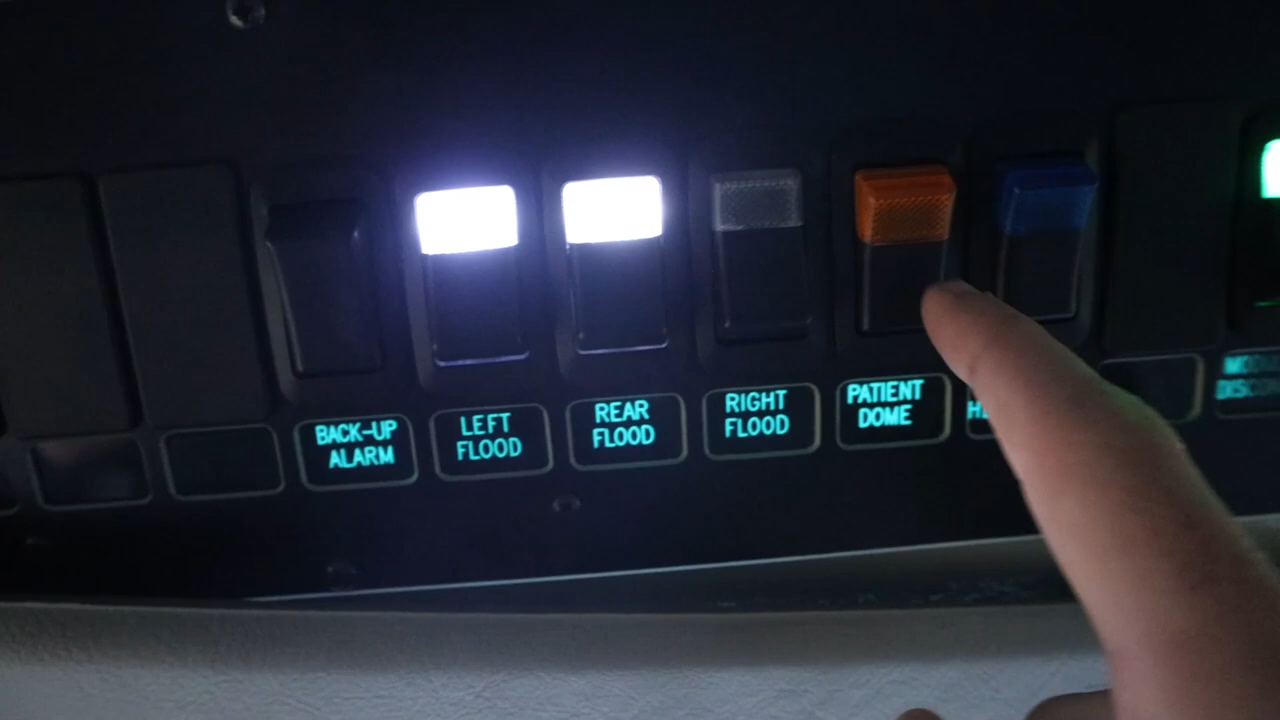 BACK-UP
ALARM
LEFT
FLOOD
REAR
FLOOD
RIGHT
FLOOD
PATIENT
DOME